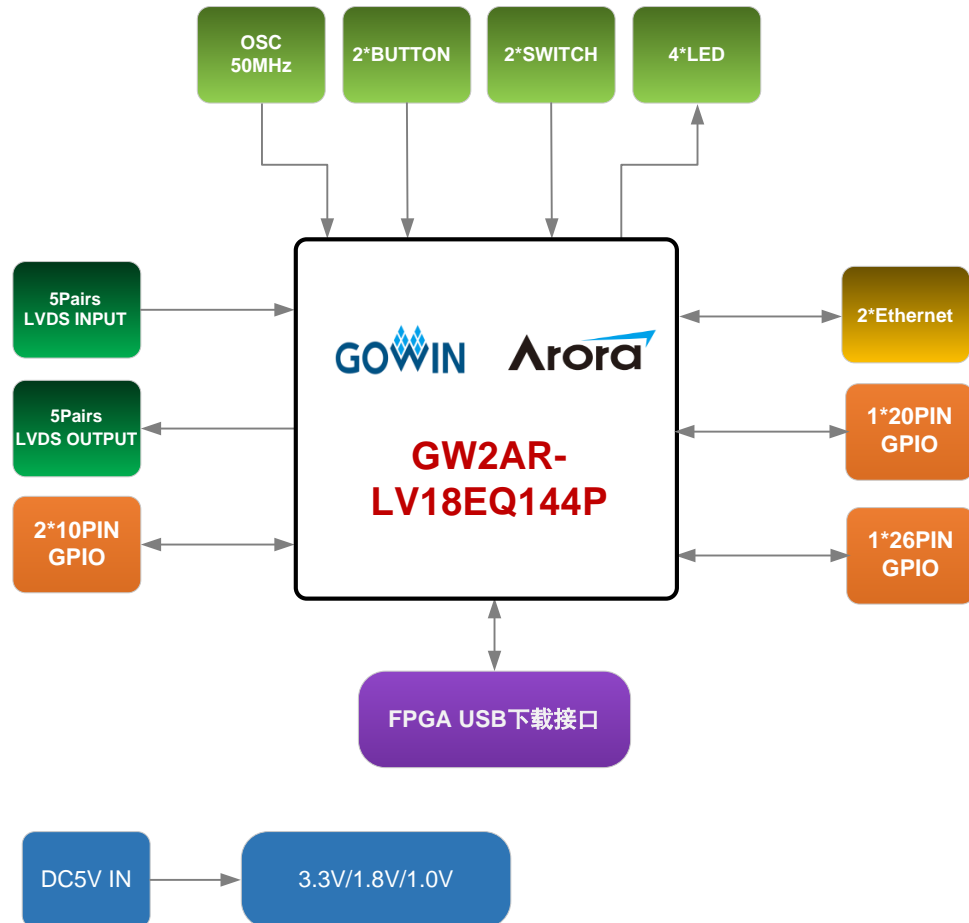 OSC
50MHz
2*BUTTON
2*SWITCH
4*LED
5Pairs
LVDS INPUT
GOWIN
Arora
2*Ethernet
5Pairs
LVDS OUTPUT
1*20PIN
GPIO
GW2AR-
LV18EQ144P
2*10PIN
GPIO
1*26PIN
GPIO
FPGA USB下载接口
DC5V IN
3.3V/1.8V/1.0V